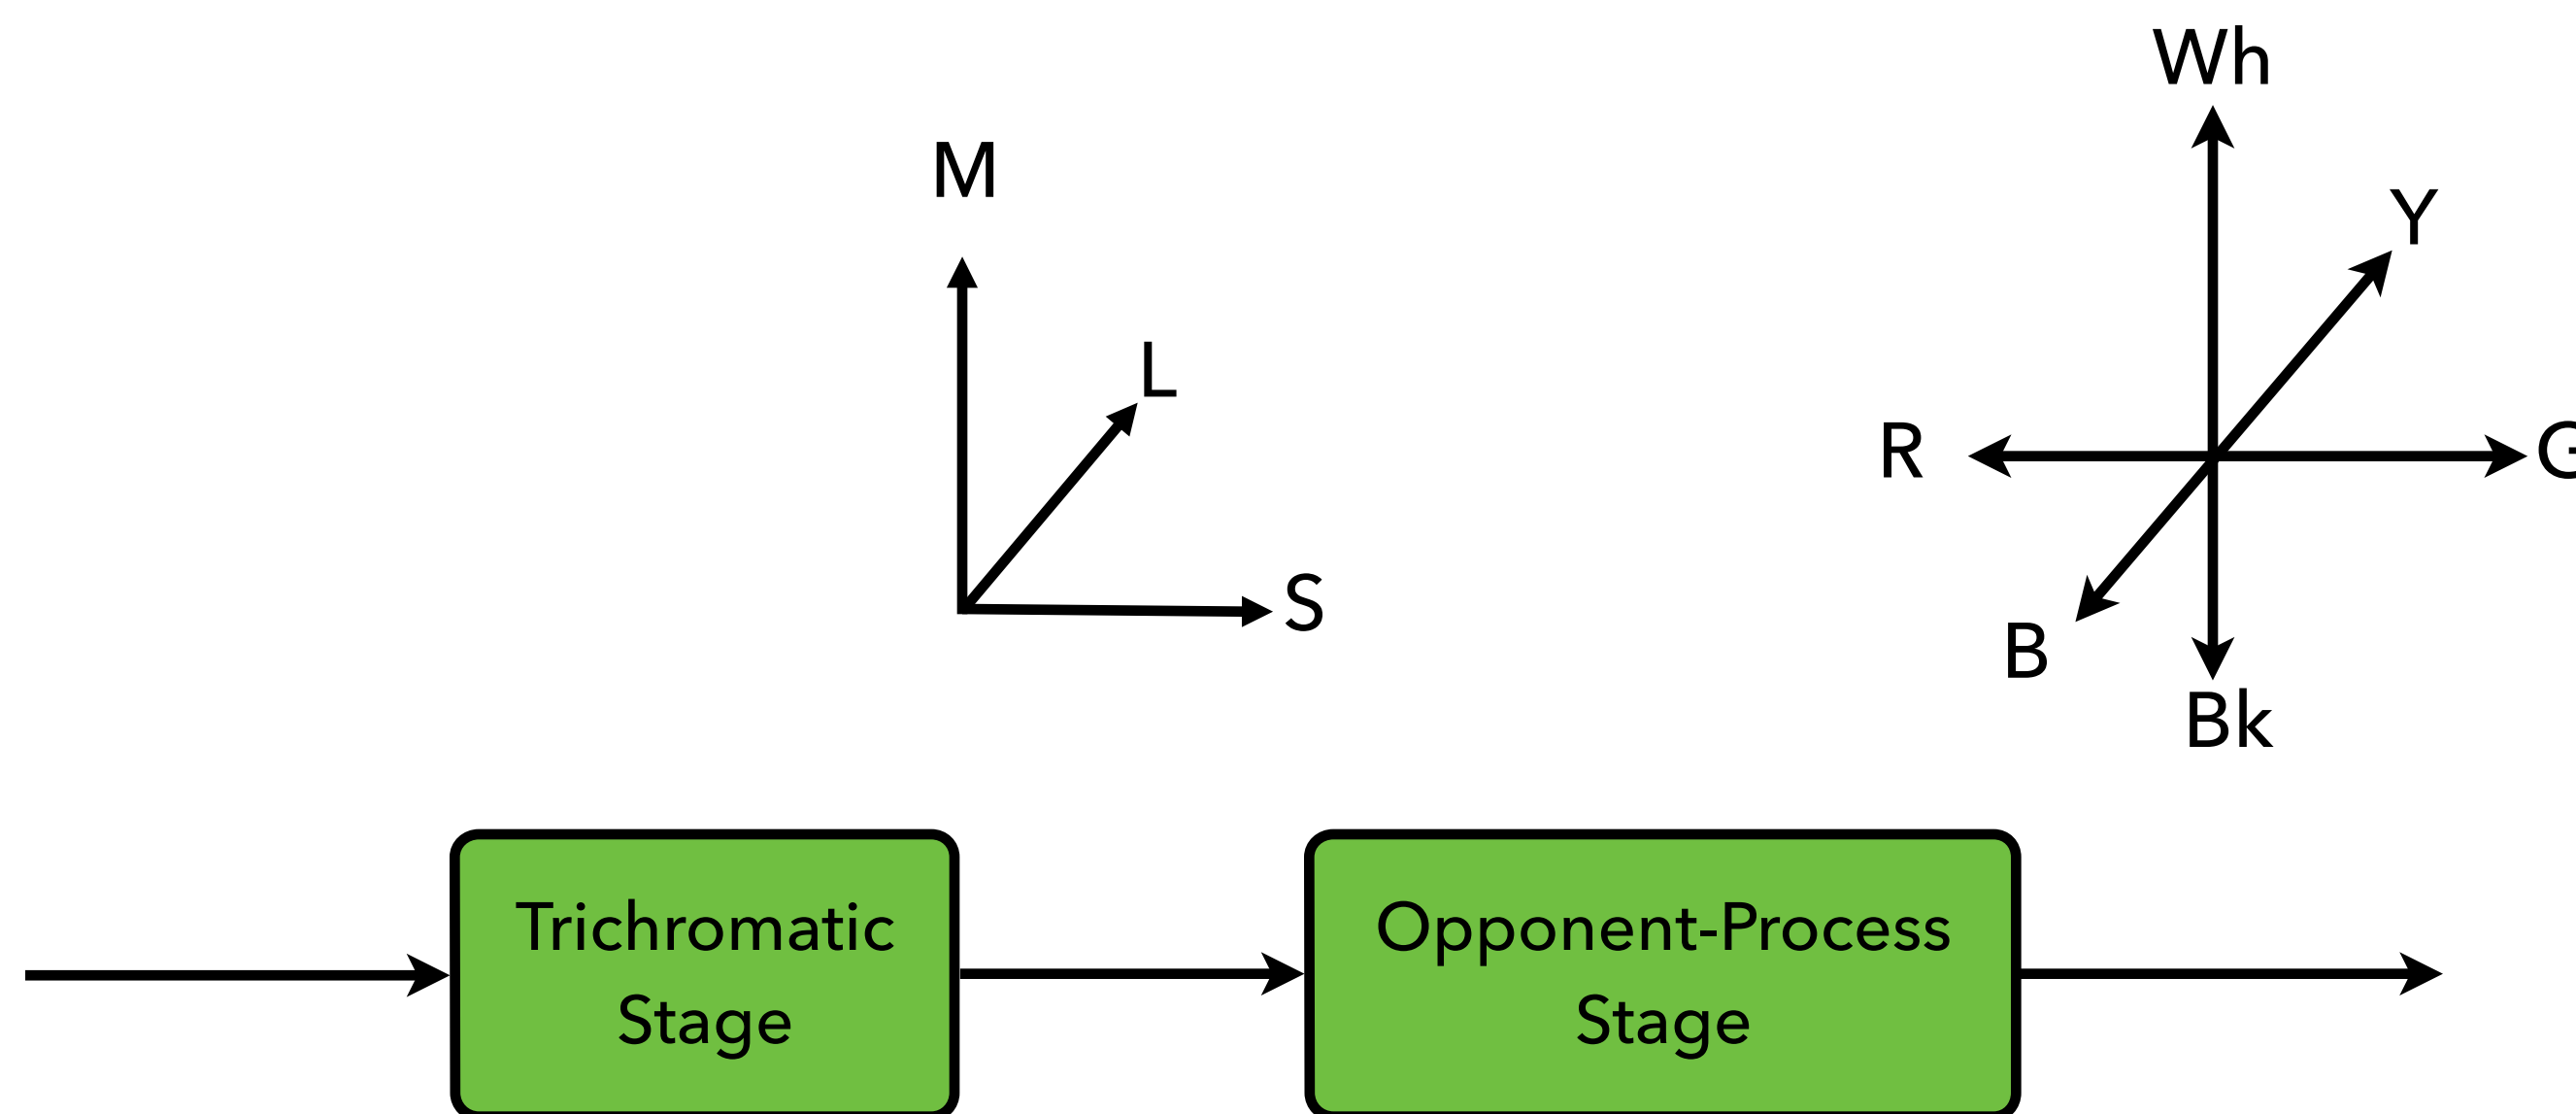 Wh
M
Y
L
R
G
S
B
Bk
Trichromatic
Stage
Opponent-Process
Stage